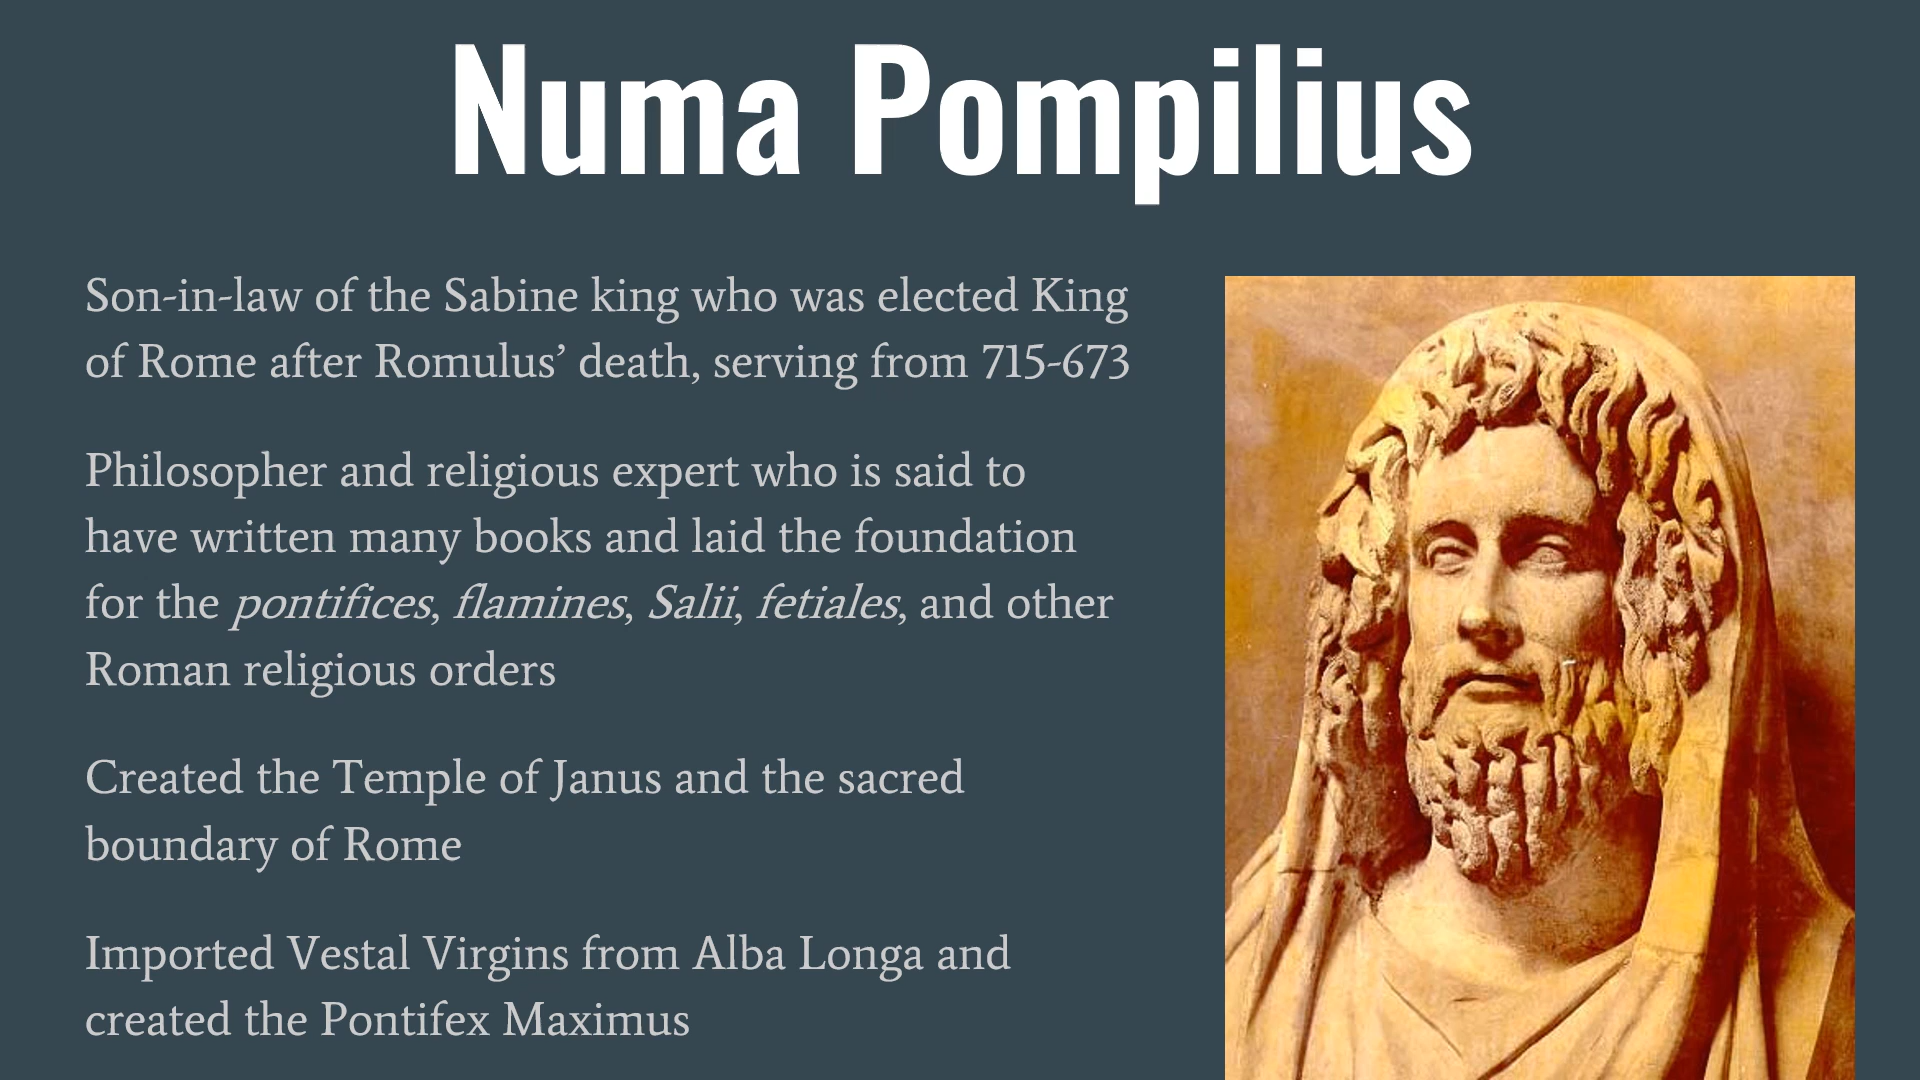 Numa Pompilius
Son-in-law of the Sabine king who was elected King
of Rome after Romulus’ death, serving from 715-673
Philosopher and religious expert who is said to
have written many books and laid the foundation
for the pontifices, flamines, Salii, fetiales, and other
Roman religious orders
Created the Temple of Janus and the sacred
boundary of Rome
Imported Vestal Virgins from Alba Longa and
created the Pontifex Maximus